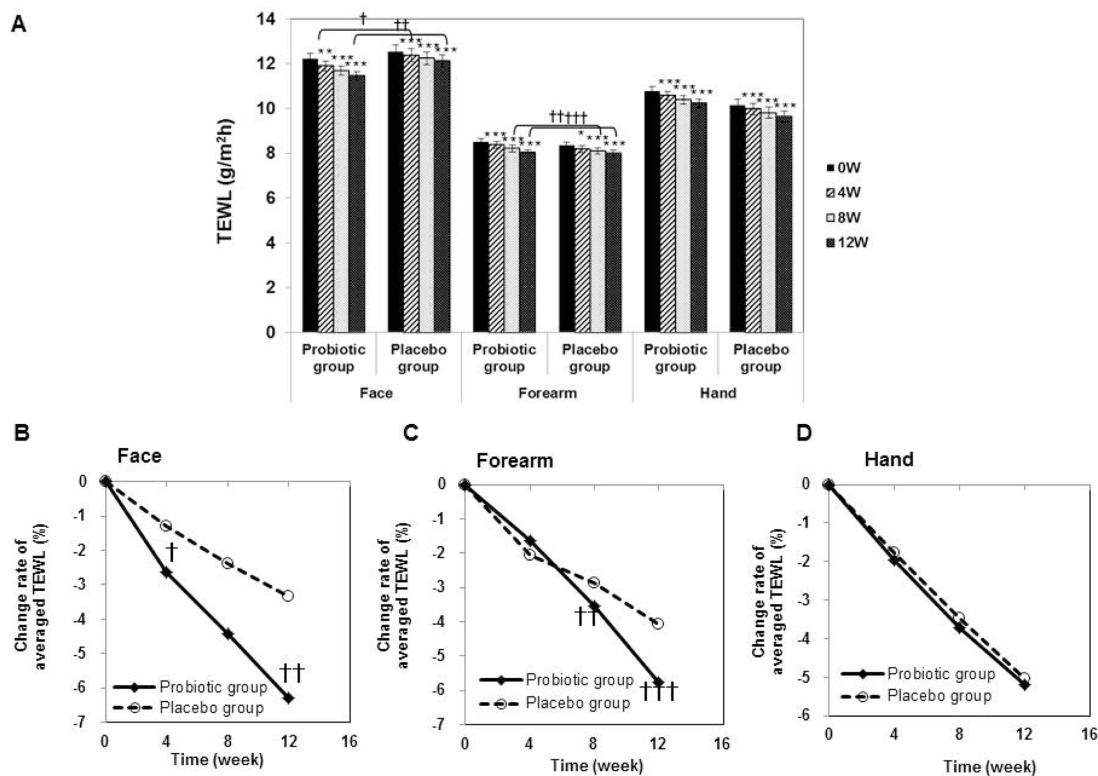 A
TEWL (g/m²h)
14
12
10
8
6
4
2
0
† ††
** *** *** *** *** ***
†††††
*** *** *** * *** ***
*** *** *** *** *** ***
0W
4W
8W
12W
Probiotic group Placebo group Probiotic group Placebo group Probiotic group Placebo group
Face Forearm Hand
B
Face
Change rate of
averaged TEWL (%)
0
-1
-2
-3
-4
-5
-6
-7
†
††
Probiotic group
Placebo group
0 4 8 12 16
Time (week)
C
Forearm
Change rate of
averaged TEWL (%)
0
-1
-2
-3
-4
-5
-6
-7
††
†††
Probiotic group
Placebo group
0 4 8 12 16
Time (week)
D
Hand
Change rate of
averaged TEWL (%)
0
-1
-2
-3
-4
-5
-6
Probiotic group
Placebo group
0 4 8 12 16
Time (week)